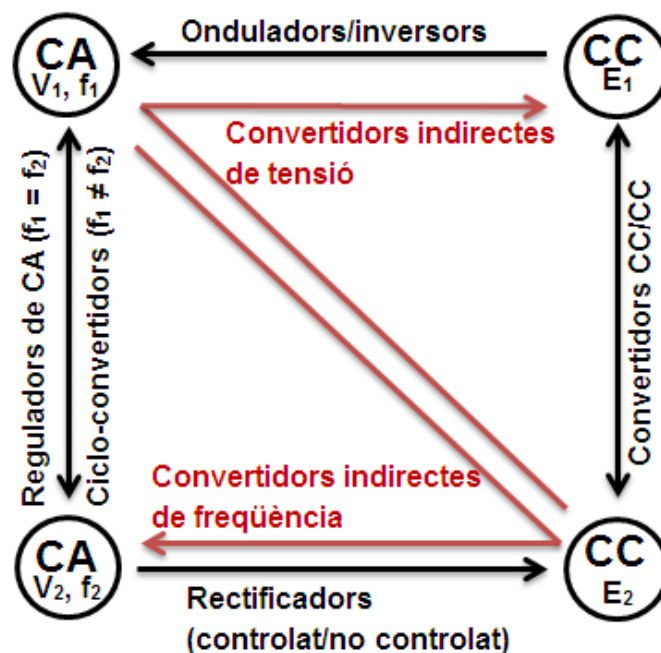 Onduladors/inversors
CA
V₁, f₁
CC
E₁
Convertidors indirectes
de tensió
Reguladors de CA (f₁ = f₂)
Ciclo-convertidors (f₁ ≠ f₂)
Convertidors CC/CC
Convertidors indirectes
de freqüència
CA
V₂, f₂
CC
E₂
Rectificadors
(controlat/no controlat)